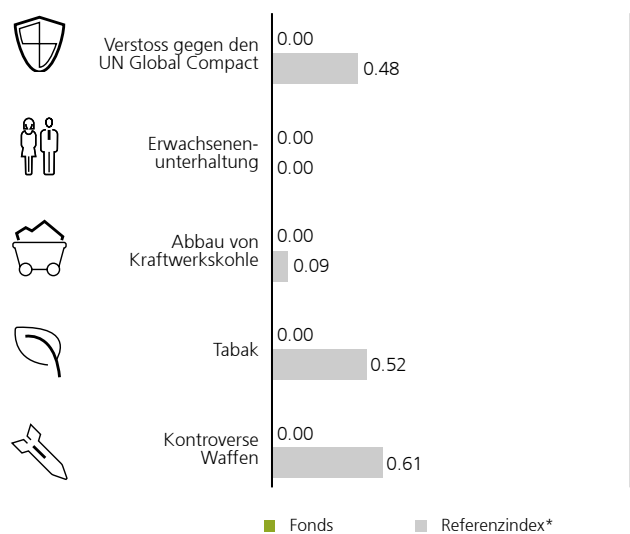 Verstoss gegen den
UN Global Compact
0.00
0.48
Erwachsenen-
unterhaltung
0.00
0.00
Abbau von
Kraftwerkskohle
0.00
0.09
Tabak
0.00
0.52
Kontroverse
Waffen
0.00
0.61
Fonds
Referenzindex*